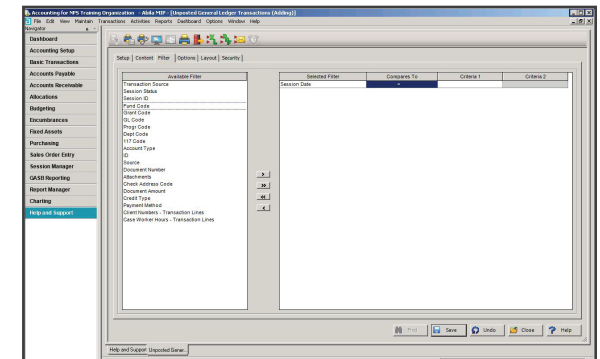 Accounting for NPS Training Organization - Abila MIP - [Unposted General Ledger Transactions (Adding)]
File Edit View Maintain Transactions Activities Reports Dashboard Options Window Help
Navigator
Dashboard
Accounting Setup
Basic Transactions
Accounts Payable
Accounts Receivable
Allocations
Budgeting
Encumbrances
Fixed Assets
Purchasing
Sales Order Entry
Session Manager
GASB Reporting
Report Manager
Charting
Help and Support
Setup Content Filter Options Layout Security
Available Filter
Transaction Source
Session Status
Session ID
Fund Code
Grant Code
GL Code
Progr Code
Dept Code
117 Code
Account Type
ID
Source
Document Number
Attachments
Check Address Code
Document Amount
Credit Type
Payment Method
Client Numbers - Transaction Lines
Case Worker Hours - Transaction Lines
>
>>
<<
<
Selected Filter Compares To Criteria 1 Criteria 2
Session Date =
Save Undo Close Help
Help and Support Unposted Gener...